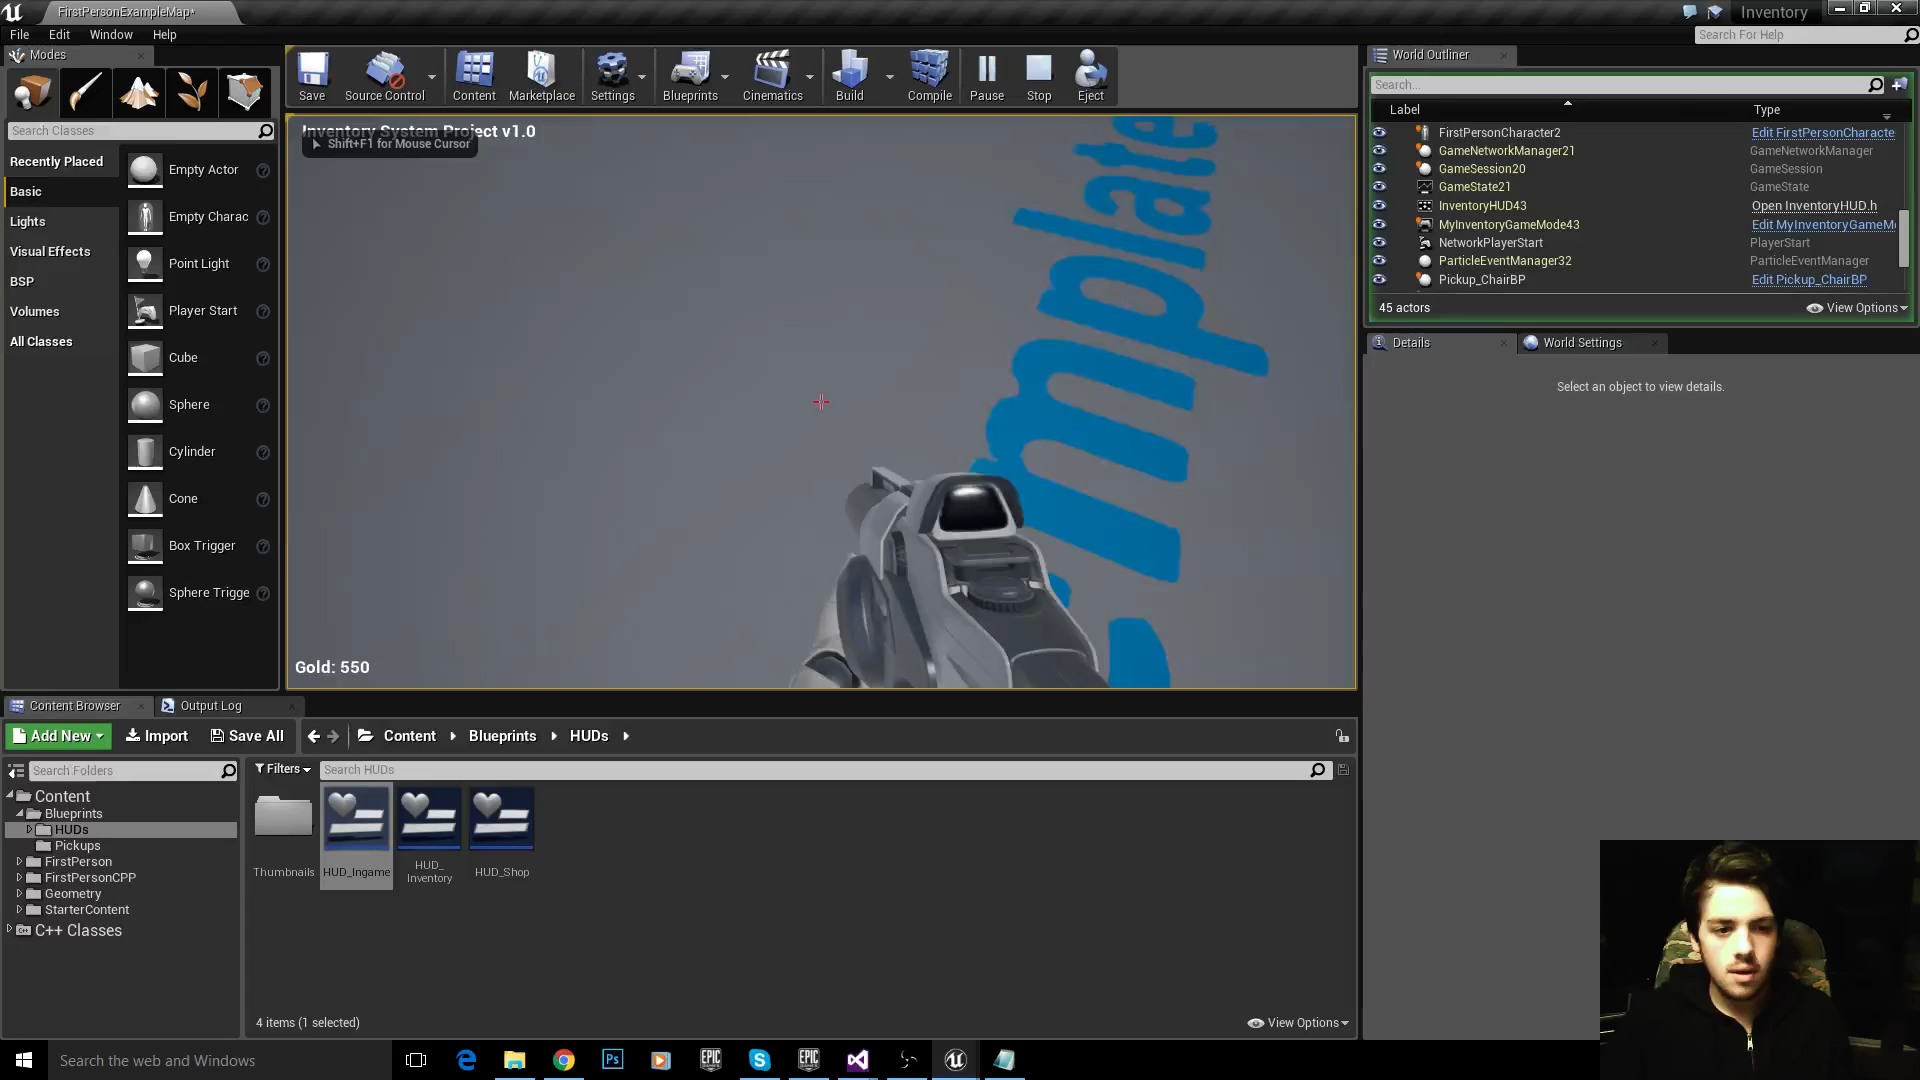 FirstPersonExampleMap*
Inventory
File Edit Window Help
Search For Help
Modes
Save
Source Control
Content
Marketplace
Settings
Blueprints
Cinematics
Build
Compile
Pause
Stop
Eject
Search Classes
Recently Placed
Basic
Lights
Visual Effects
BSP
Volumes
All Classes
Empty Actor
Empty Charac
Point Light
Player Start
Cube
Sphere
Cylinder
Cone
Box Trigger
Sphere Trigge
Inventory System Project v1.0
Shift+F1 for Mouse Cursor
mplate
Gold: 550
World Outliner
Search...
Label Type
FirstPersonCharacter2 Edit FirstPersonCharacte
GameNetworkManager21 GameNetworkManager
GameSession20 GameSession
GameState21 GameState
InventoryHUD43 Open InventoryHUD.h
MyInventoryGameMode43 Edit MyInventoryGameM
NetworkPlayerStart PlayerStart
ParticleEventManager32 ParticleEventManager
Pickup_ChairBP Edit Pickup_ChairBP
45 actors
View Options
Details
World Settings
Select an object to view details.
Content Browser
Output Log
Add New
Import
Save All
Content
Blueprints
HUDs
Search Folders
Filters
Search HUDs
Content
Blueprints
HUDs
Pickups
FirstPerson
FirstPersonCPP
Geometry
StarterContent
C++ Classes
Thumbnails
HUD_Ingame
HUD_
Inventory
HUD_Shop
4 items (1 selected)
View Options
Search the web and Windows
Ps
EPIC
GAMES
EPIC
GAMES